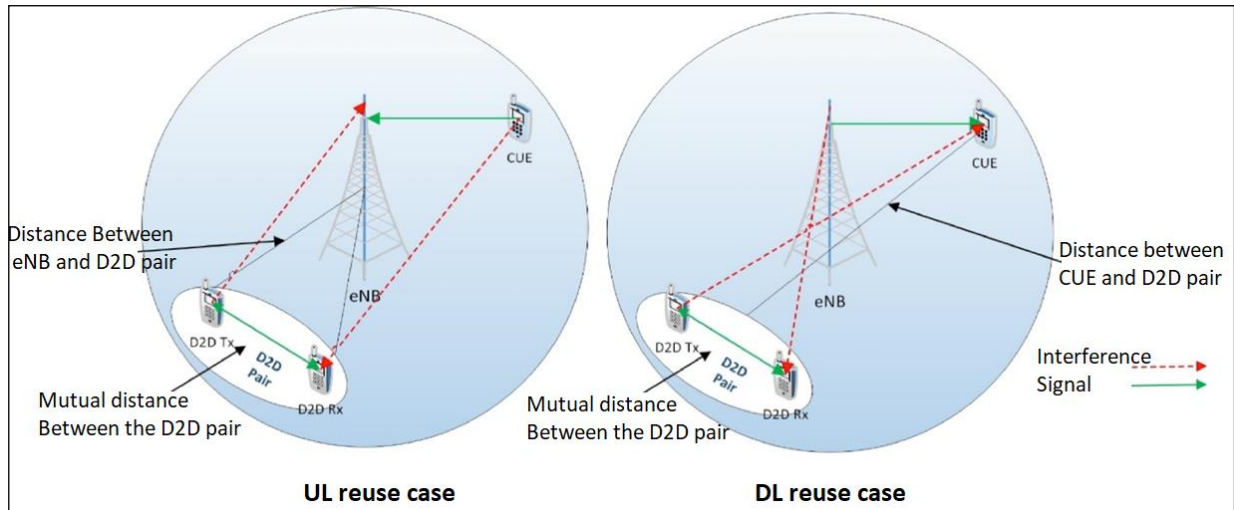 CUE
Distance Between
eNB and D2D pair
eNB
D2D Tx
D2D
Pair
D2D Rx
Mutual distance
Between the D2D pair
UL reuse case
CUE
Distance between
CUE and D2D pair
eNB
D2D Tx
D2D
Pair
D2D Rx
Mutual distance
Between the D2D pair
Interference
Signal
DL reuse case